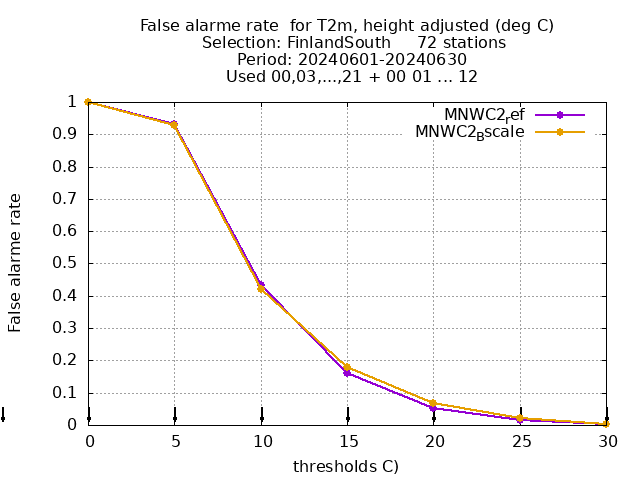 False alarme rate  for T2m, height adjusted (deg C)
Selection: FinlandSouth     72 stations
Period: 20240601-20240630
Used 00,03,...,21 + 00 01 ... 12
MNWC2ref
MNWC2Bscale
1
0.9
0.8
0.7
0.6
0.5
0.4
0.3
0.2
0.1
0
False alarme rate
0 5 10 15 20 25 30
thresholds C)